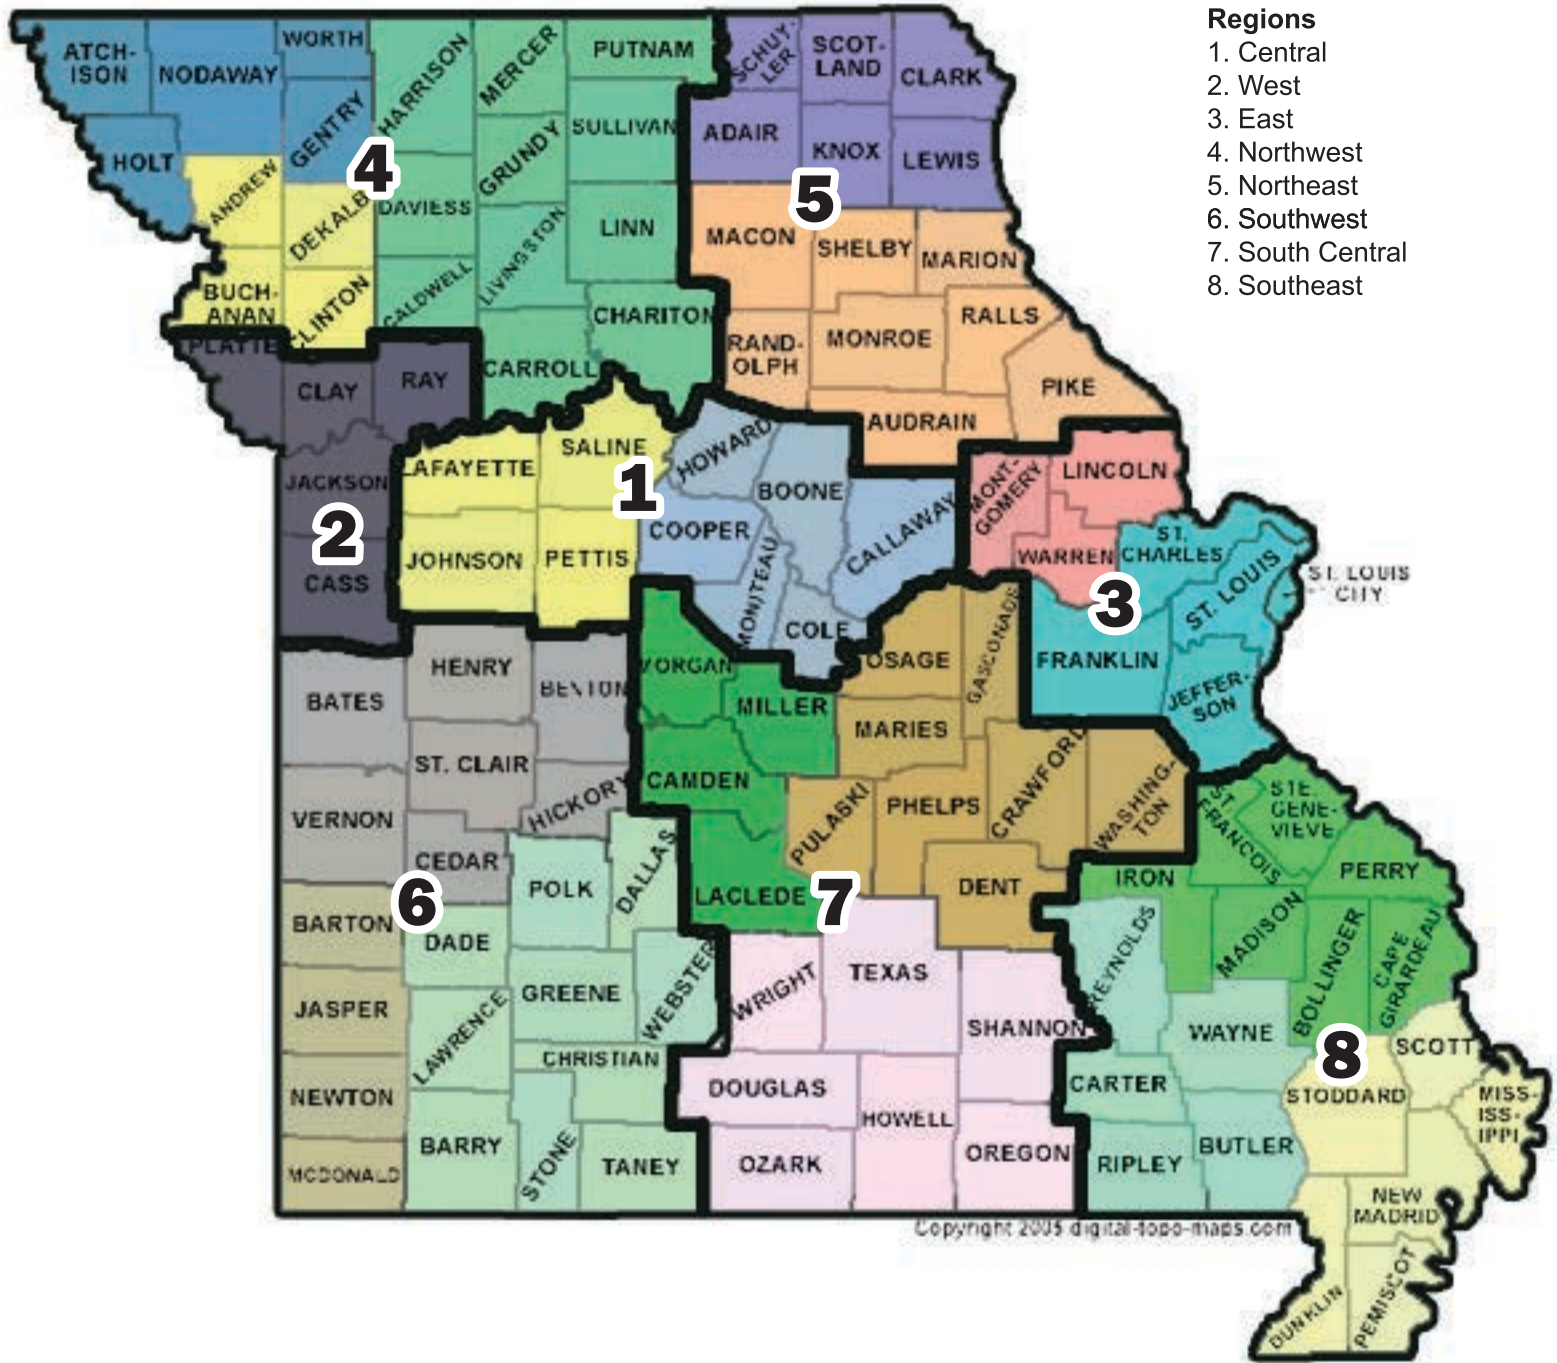 Regions
1. Central
2. West
3. East
4. Northwest
5. Northeast
6. Southwest
7. South Central
8. Southeast
ATCH-
ISON
NODAWAY
WORTH
GENTRY
HOLT
HARRISON
MERCER
PUTNAM
SULLIVAN
GRUNDY
ANDREW
DEKALB
DAVIESS
LINN
LIVINGSTON
BUCH-
ANAN
CLINTON
CALDWELL
CHARITON
CARROLL
4
SCHUY-
LER
SCOT-
LAND
CLARK
ADAIR
KNOX
LEWIS
5
MACON
SHELBY
MARION
RAND-
OLPH
MONROE
RALLS
PIKE
AUDRAIN
PLATTE
CLAY
RAY
JACKSON
2
CASS
LAFAYETTE
SALINE
1
JOHNSON
PETTIS
HOWARD
BOONE
COOPER
MONITEAU
CALLAWAY
COLE
MONT-
GOMERY
LINCOLN
WARREN
ST.
CHARLES
ST. LOUIS
ST. LOUIS
CITY
3
FRANKLIN
JEFFER-
SON
BATES
HENRY
BENTON
ST. CLAIR
HICKORY
VERNON
CEDAR
POLK
DALLAS
6
BARTON
DADE
JASPER
LAWRENCE
GREENE
WEBSTER
CHRISTIAN
NEWTON
BARRY
STONE
TANEY
MCDONALD
MORGAN
MILLER
CAMDEN
LACLEDE
OSAGE
GASCONADE
MARIES
PULASKI
PHELPS
CRAWFORD
WASHING-
TON
DENT
7
WRIGHT
TEXAS
SHANNON
DOUGLAS
HOWELL
OZARK
OREGON
ST.
FRANCOIS
STE.
GENE-
VIEVE
PERRY
IRON
MADISON
BOLLINGER
CAPE
GIRARDEAU
REYNOLDS
WAYNE
8
SCOTT
CARTER
STODDARD
MISS-
ISS-
IPPI
RIPLEY
BUTLER
NEW
MADRID
DUNKLIN
PEMISCOT
Copyright 2005 digital-topo-maps.com